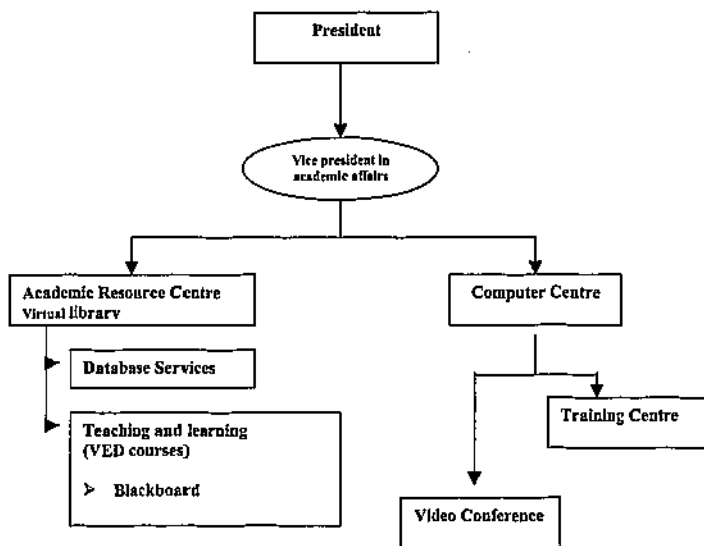 President
Vice president in
academic affairs
Academic Resource Centre
Virtual library
Computer Centre
Database Services
Training Centre
Teaching and learning
(VED courses)
➢ Blackboard
Video Conference